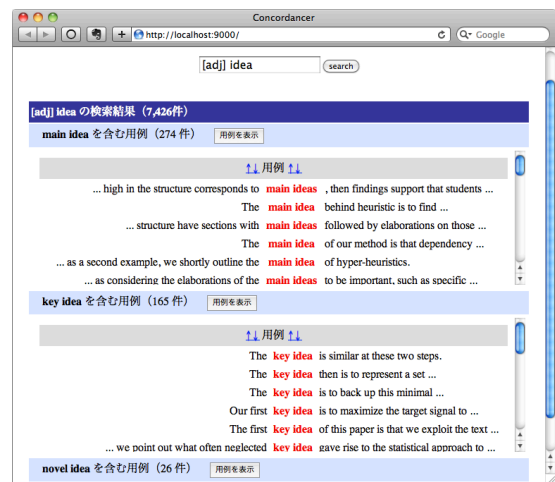 Concordancer
http://localhost:9000/
Google
[adj] idea
search
[adj] idea の検索結果（7,426件）
main idea を含む用例（274 件） 用例を表示
↑↓ 用例 ↑↓
... high in the structure corresponds to main ideas , then findings support that students ...
The main idea behind heuristic is to find ...
... structure have sections with main ideas followed by elaborations on those ...
The main idea of our method is that dependency ...
... as a second example, we shortly outline the main idea of hyper-heuristics.
... as considering the elaborations of the main ideas to be important, such as specific ...
key idea を含む用例（165 件） 用例を表示
↑↓ 用例 ↑↓
The key idea is similar at these two steps.
The key idea then is to represent a set ...
The key idea is to back up this minimal ...
Our first key idea is to maximize the target signal to ...
The first key idea of this paper is that we exploit the text ...
... we point out what often neglected key idea gave rise to the statistical approach to ...
novel idea を含む用例（26 件） 用例を表示